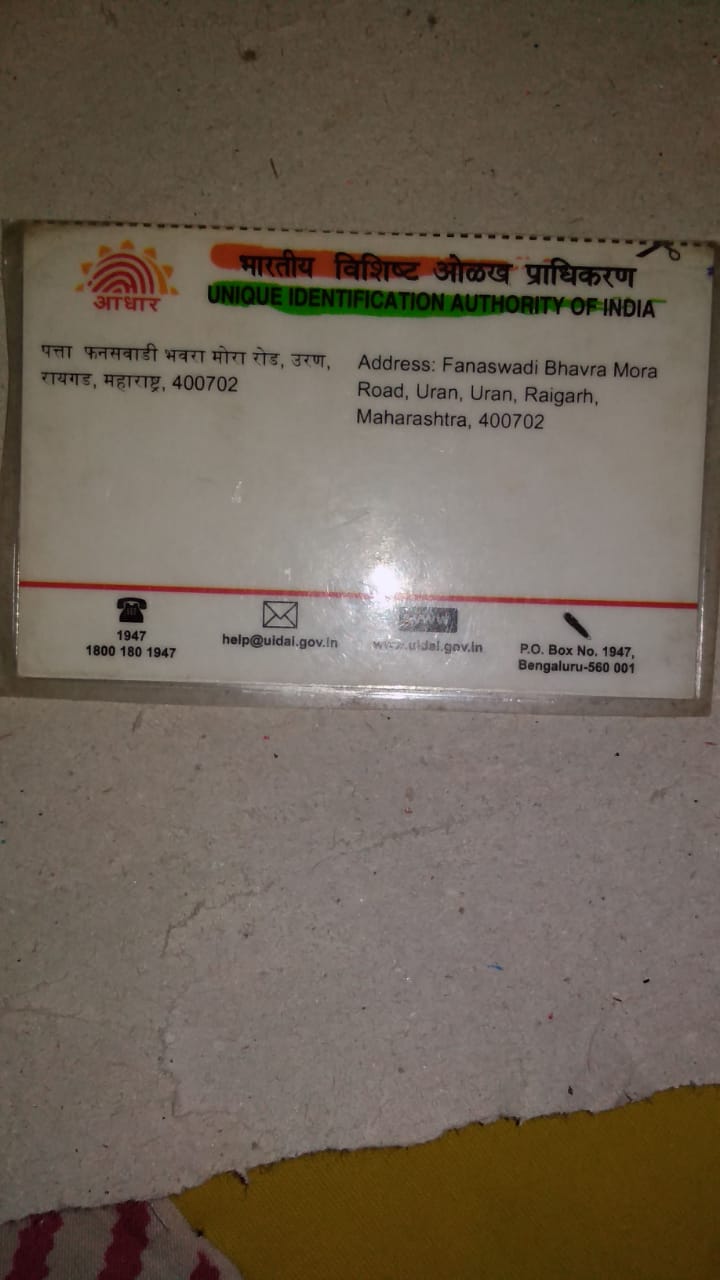 आधार
भारतीय विशिष्ट ओळख प्राधिकरण
UNIQUE IDENTIFICATION AUTHORITY OF INDIA
पत्ता फनसवाडी भवरा मोरा रोड, उरण,
रायगड, महाराष्ट्र, 400702
Address: Fanaswadi Bhavra Mora
Road, Uran, Uran, Raigarh,
Maharashtra, 400702
1947
1800 180 1947
help@uidai.gov.in
www
www.uidai.gov.in
P.O. Box No. 1947,
Bengaluru-560 001